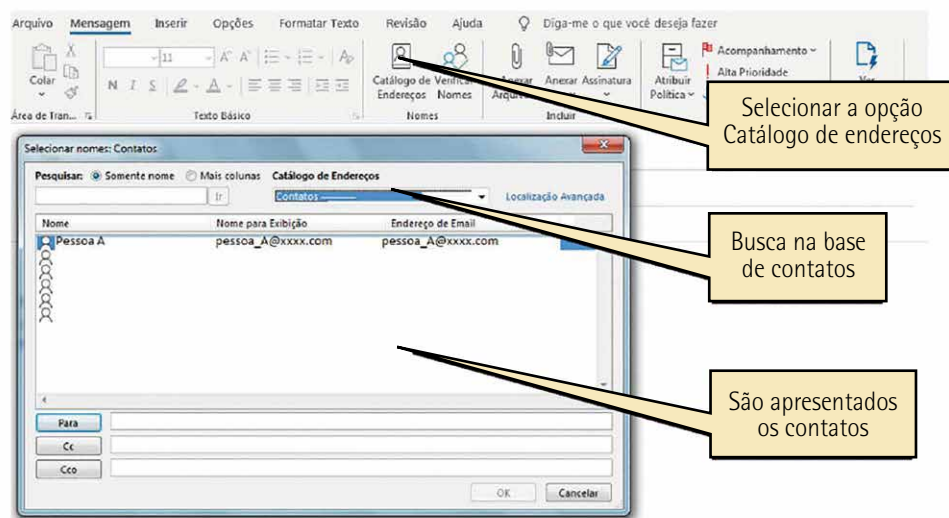 Arquivo Mensagem Inserir Opções Formatar Texto Revisão Ajuda Diga-me o que você deseja fazer
11 Acompanhamento
N I S A Colar Catálogo de Endereços Verificar Nomes Anexar Anexar Assinatura Atribuir Política Alta Prioridade
Área de Tran... Texto Básico Nomes Incluir
Selecionar a opção
Catálogo de endereços
Selecionar nomes: Contatos
Pesquisar: Somente nome Mais colunas Catálogo de Endereços
Ir Contatos Localização Avançada
Nome Nome para Exibição Endereço de Email
Pessoa A pessoa_A@xxxx.com pessoa_A@xxxx.com
Busca na base
de contatos
São apresentados
os contatos
Para
Cc
Cco
OK Cancelar